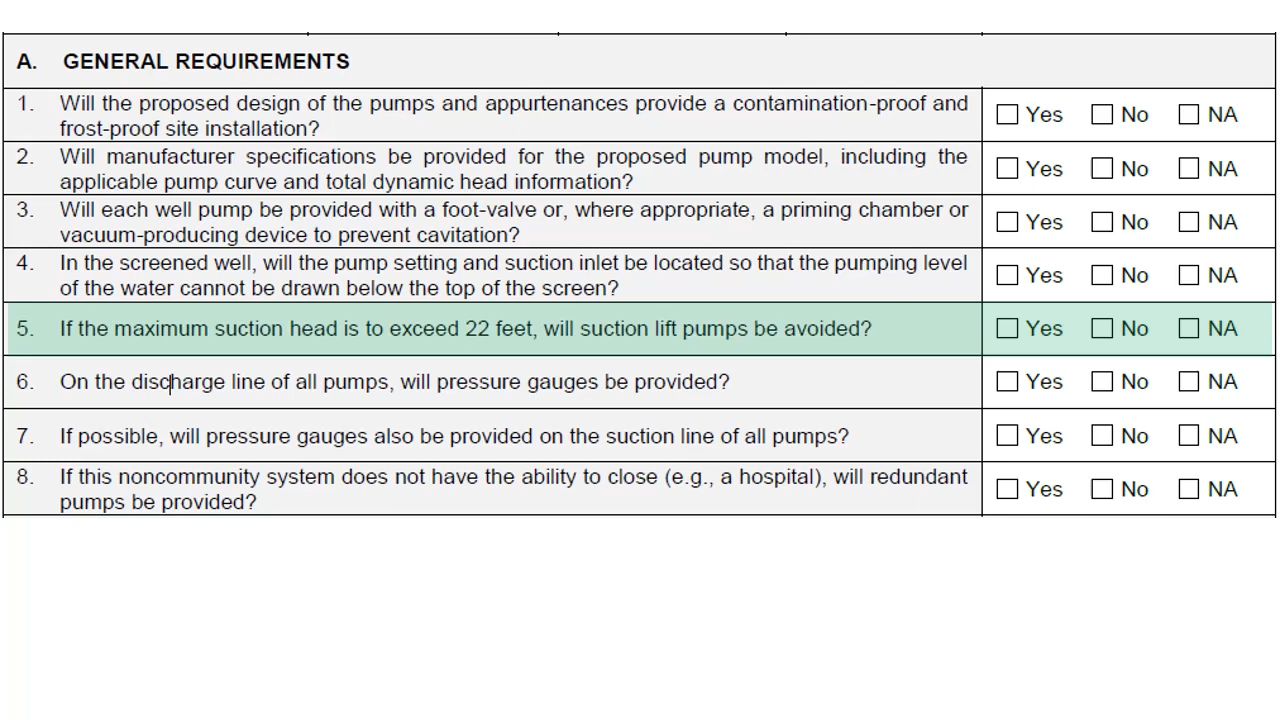 A. GENERAL REQUIREMENTS
1. Will the proposed design of the pumps and appurtenances provide a contamination-proof and
frost-proof site installation?
☐ Yes ☐ No ☐ NA
2. Will manufacturer specifications be provided for the proposed pump model, including the
applicable pump curve and total dynamic head information?
☐ Yes ☐ No ☐ NA
3. Will each well pump be provided with a foot-valve or, where appropriate, a priming chamber or
vacuum-producing device to prevent cavitation?
☐ Yes ☐ No ☐ NA
4. In the screened well, will the pump setting and suction inlet be located so that the pumping level
of the water cannot be drawn below the top of the screen?
☐ Yes ☐ No ☐ NA
5. If the maximum suction head is to exceed 22 feet, will suction lift pumps be avoided?
☐ Yes ☐ No ☐ NA
6. On the discharge line of all pumps, will pressure gauges be provided?
☐ Yes ☐ No ☐ NA
7. If possible, will pressure gauges also be provided on the suction line of all pumps?
☐ Yes ☐ No ☐ NA
8. If this noncommunity system does not have the ability to close (e.g., a hospital), will redundant
pumps be provided?
☐ Yes ☐ No ☐ NA